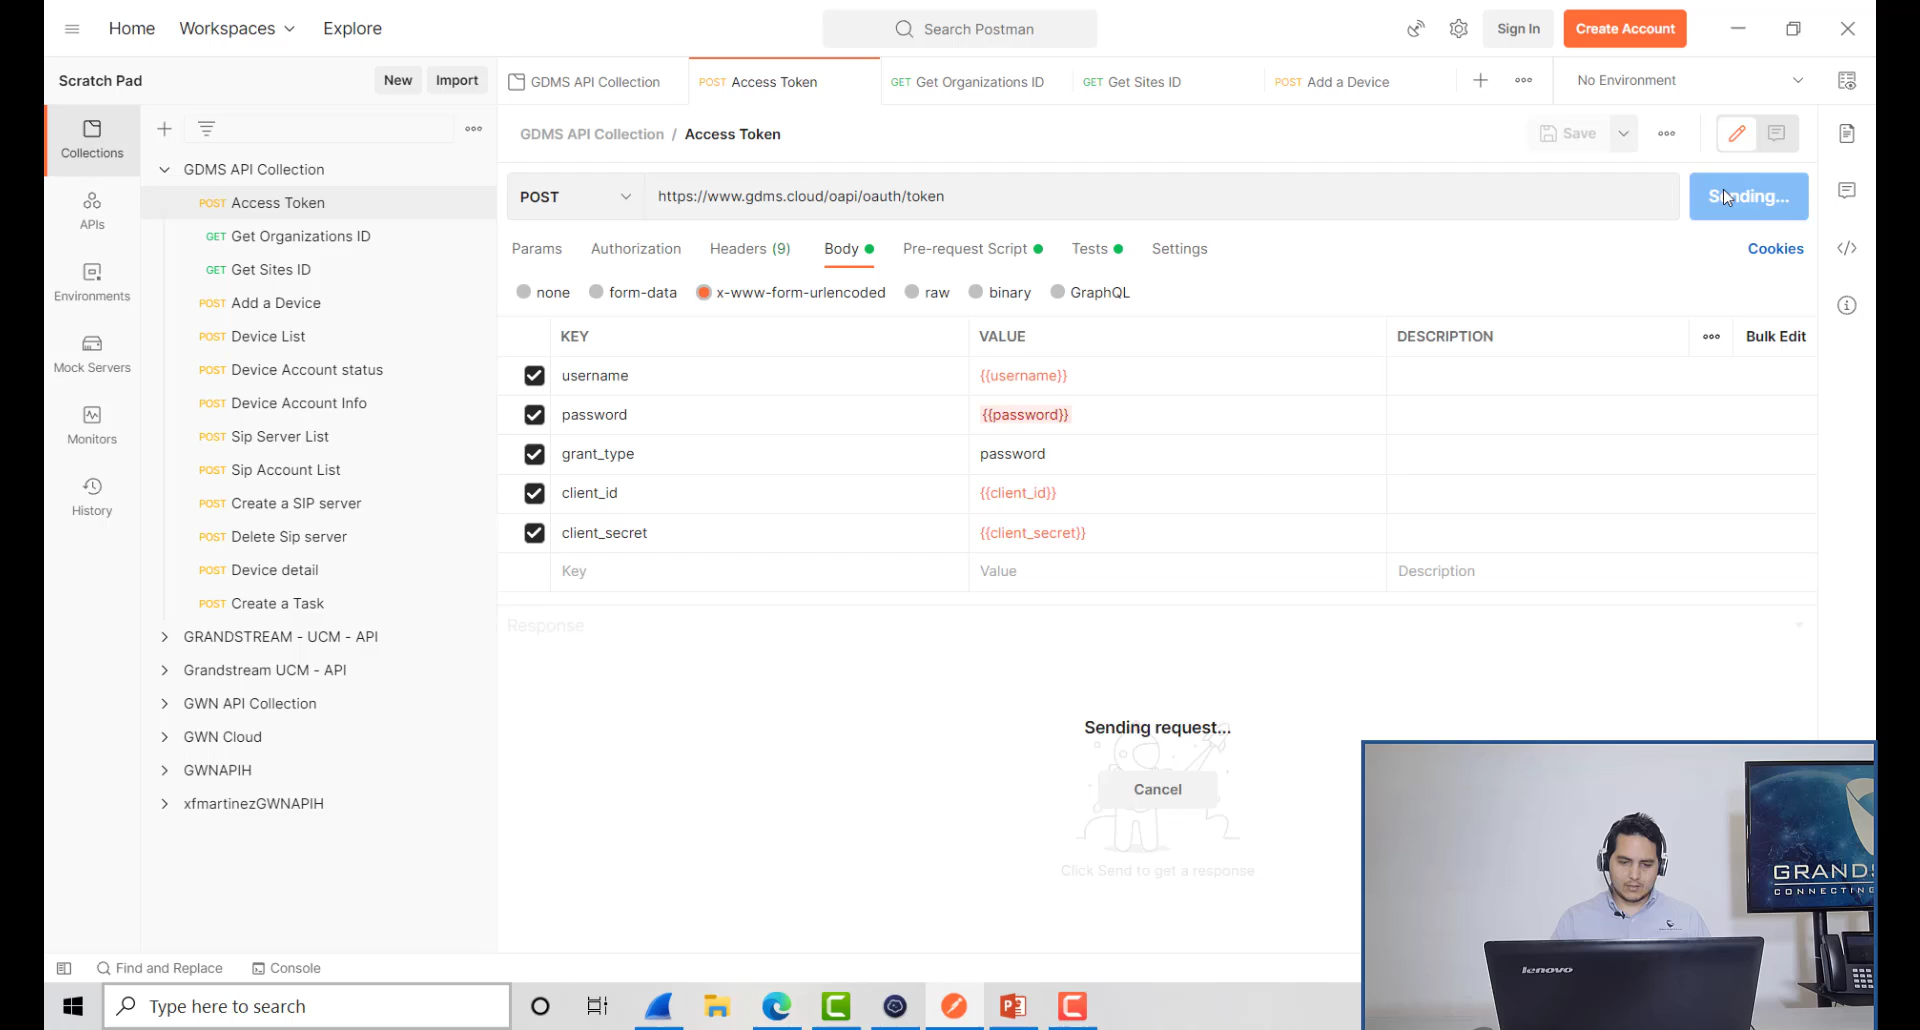 Home
Workspaces
Explore
Search Postman
Sign In
Create Account
Scratch Pad
New
Import
GDMS API Collection
POST Access Token
GET Get Organizations ID
GET Get Sites ID
POST Add a Device
No Environment
Collections
APIs
Environments
Mock Servers
Monitors
History
GDMS API Collection
POST Access Token
GET Get Organizations ID
GET Get Sites ID
POST Add a Device
POST Device List
POST Device Account status
POST Device Account Info
POST Sip Server List
POST Sip Account List
POST Create a SIP server
POST Delete Sip server
POST Device detail
POST Create a Task
GRANDSTREAM - UCM - API
Grandstream UCM - API
GWN API Collection
GWN Cloud
GWNAPIH
xfmartinezGWNAPIH
GDMS API Collection / Access Token
Save
POST
https://www.gdms.cloud/oapi/oauth/token
Sending...
Params
Authorization
Headers (9)
Body
Pre-request Script
Tests
Settings
Cookies
none
form-data
x-www-form-urlencoded
raw
binary
GraphQL
KEY
VALUE
DESCRIPTION
Bulk Edit
username
{{username}}
password
{{password}}
grant_type
password
client_id
{{client_id}}
client_secret
{{client_secret}}
Key
Value
Description
Response
Sending request...
Cancel
Click Send to get a response
GRANDS
CONNECTING
lenovo
Find and Replace
Console
Type here to search